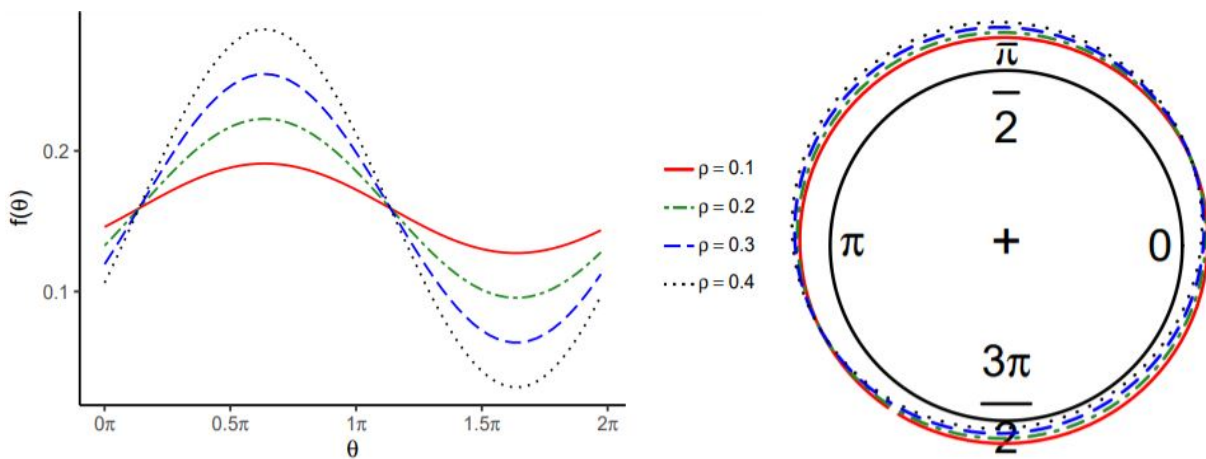 f(θ)
0.2
0.1
0π
0.5π
1π
1.5π
2π
θ
ρ = 0.1
ρ = 0.2
ρ = 0.3
ρ = 0.4
π
2
π
+
0
3π
2